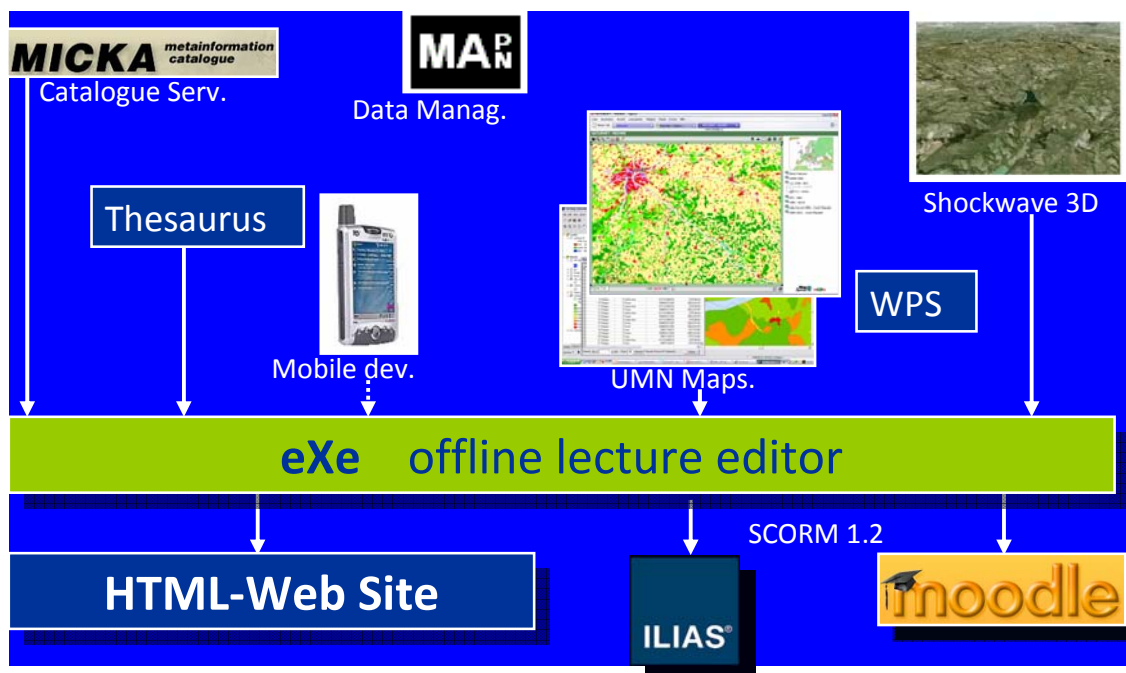 MICKA metainformation catalogue
Catalogue Serv.
MAP N
Data Manag.
Shockwave 3D
Thesaurus
Mobile dev.
UMN Maps.
WPS
eXe offline lecture editor
SCORM 1.2
HTML-Web Site
ILIAS®
moodle